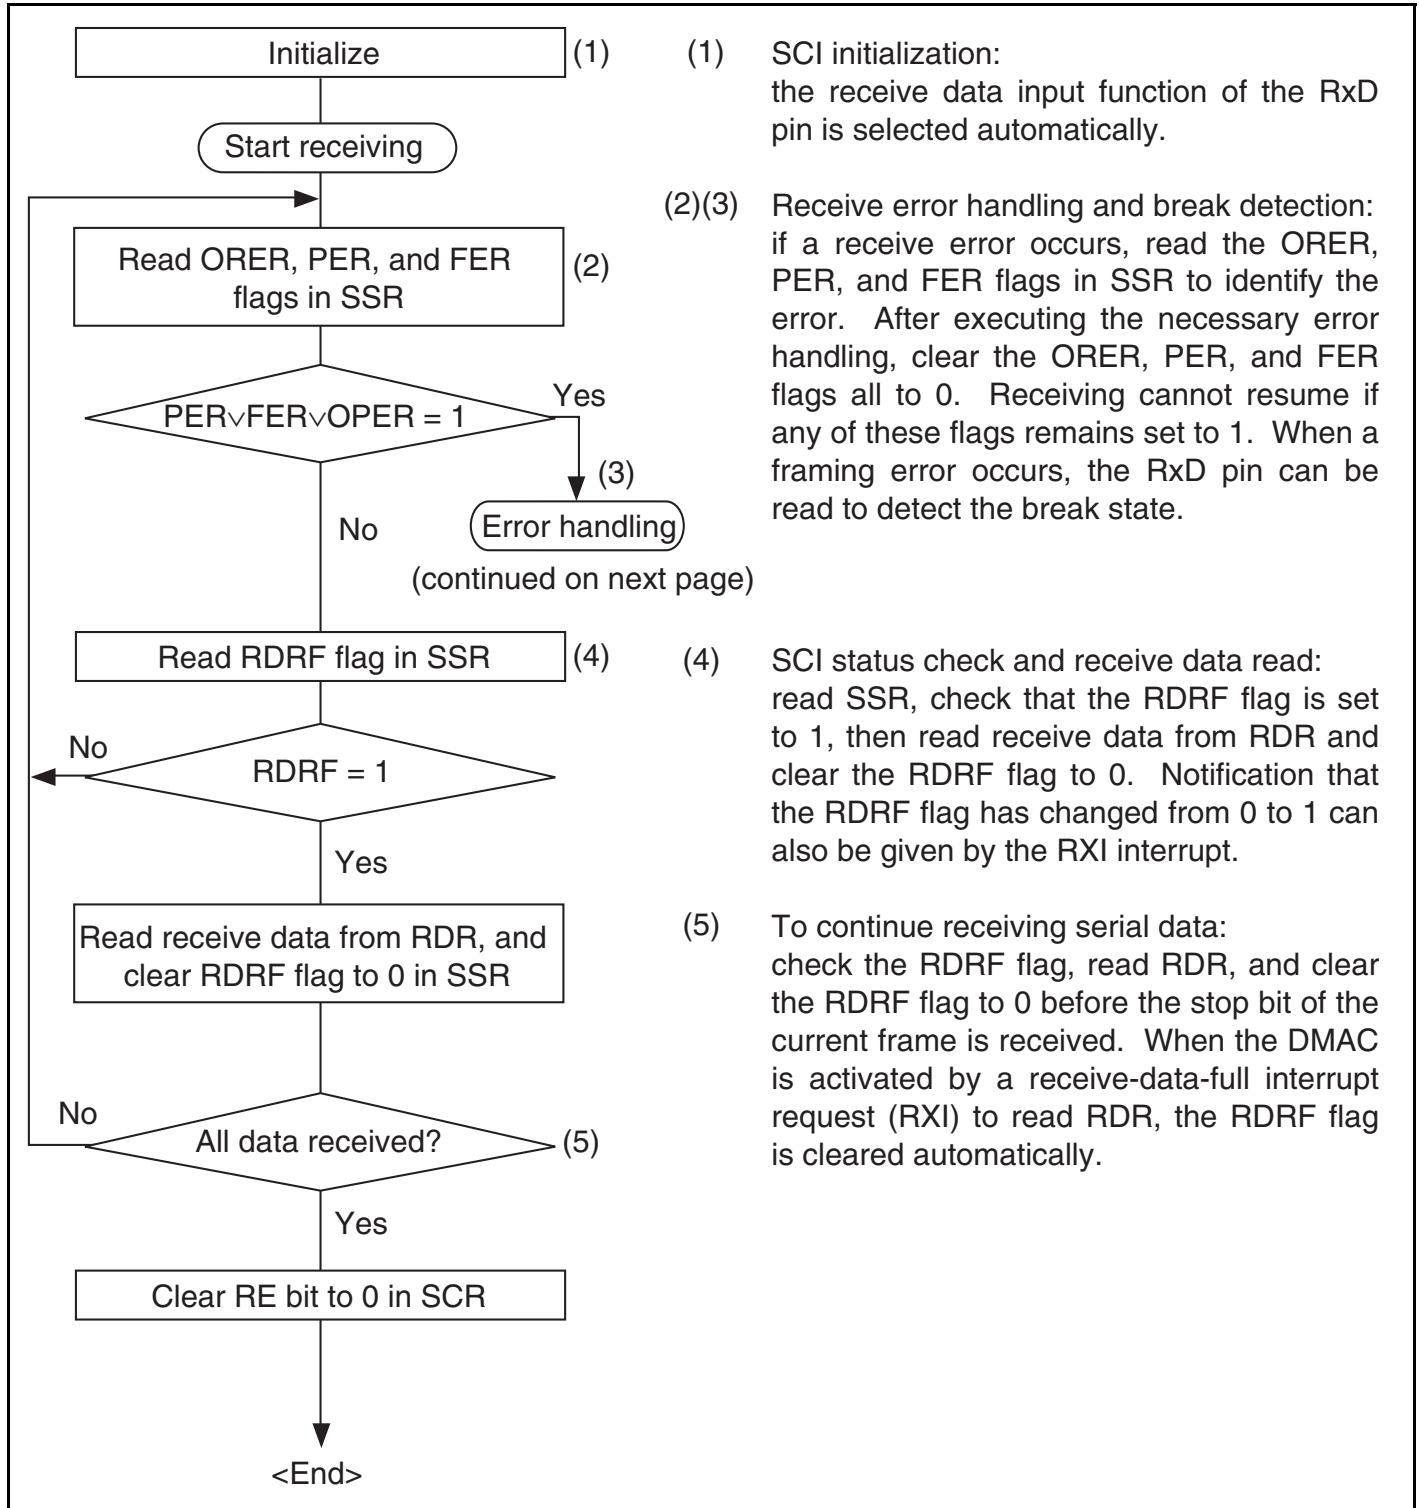 Initialize
(1)
Start receiving
Read ORER, PER, and FER
flags in SSR
(2)
PER∨FER∨OPER = 1
Yes
(3)
Error handling
(continued on next page)
No
Read RDRF flag in SSR
(4)
No
RDRF = 1
Yes
Read receive data from RDR, and
clear RDRF flag to 0 in SSR
No
All data received?
(5)
Yes
Clear RE bit to 0 in SCR
<End>
(1) SCI initialization:
the receive data input function of the RxD
pin is selected automatically.
(2)(3) Receive error handling and break detection:
if a receive error occurs, read the ORER,
PER, and FER flags in SSR to identify the
error. After executing the necessary error
handling, clear the ORER, PER, and FER
flags all to 0. Receiving cannot resume if
any of these flags remains set to 1. When a
framing error occurs, the RxD pin can be
read to detect the break state.
(4) SCI status check and receive data read:
read SSR, check that the RDRF flag is set
to 1, then read receive data from RDR and
clear the RDRF flag to 0. Notification that
the RDRF flag has changed from 0 to 1 can
also be given by the RXI interrupt.
(5) To continue receiving serial data:
check the RDRF flag, read RDR, and clear
the RDRF flag to 0 before the stop bit of the
current frame is received. When the DMAC
is activated by a receive-data-full interrupt
request (RXI) to read RDR, the RDRF flag
is cleared automatically.